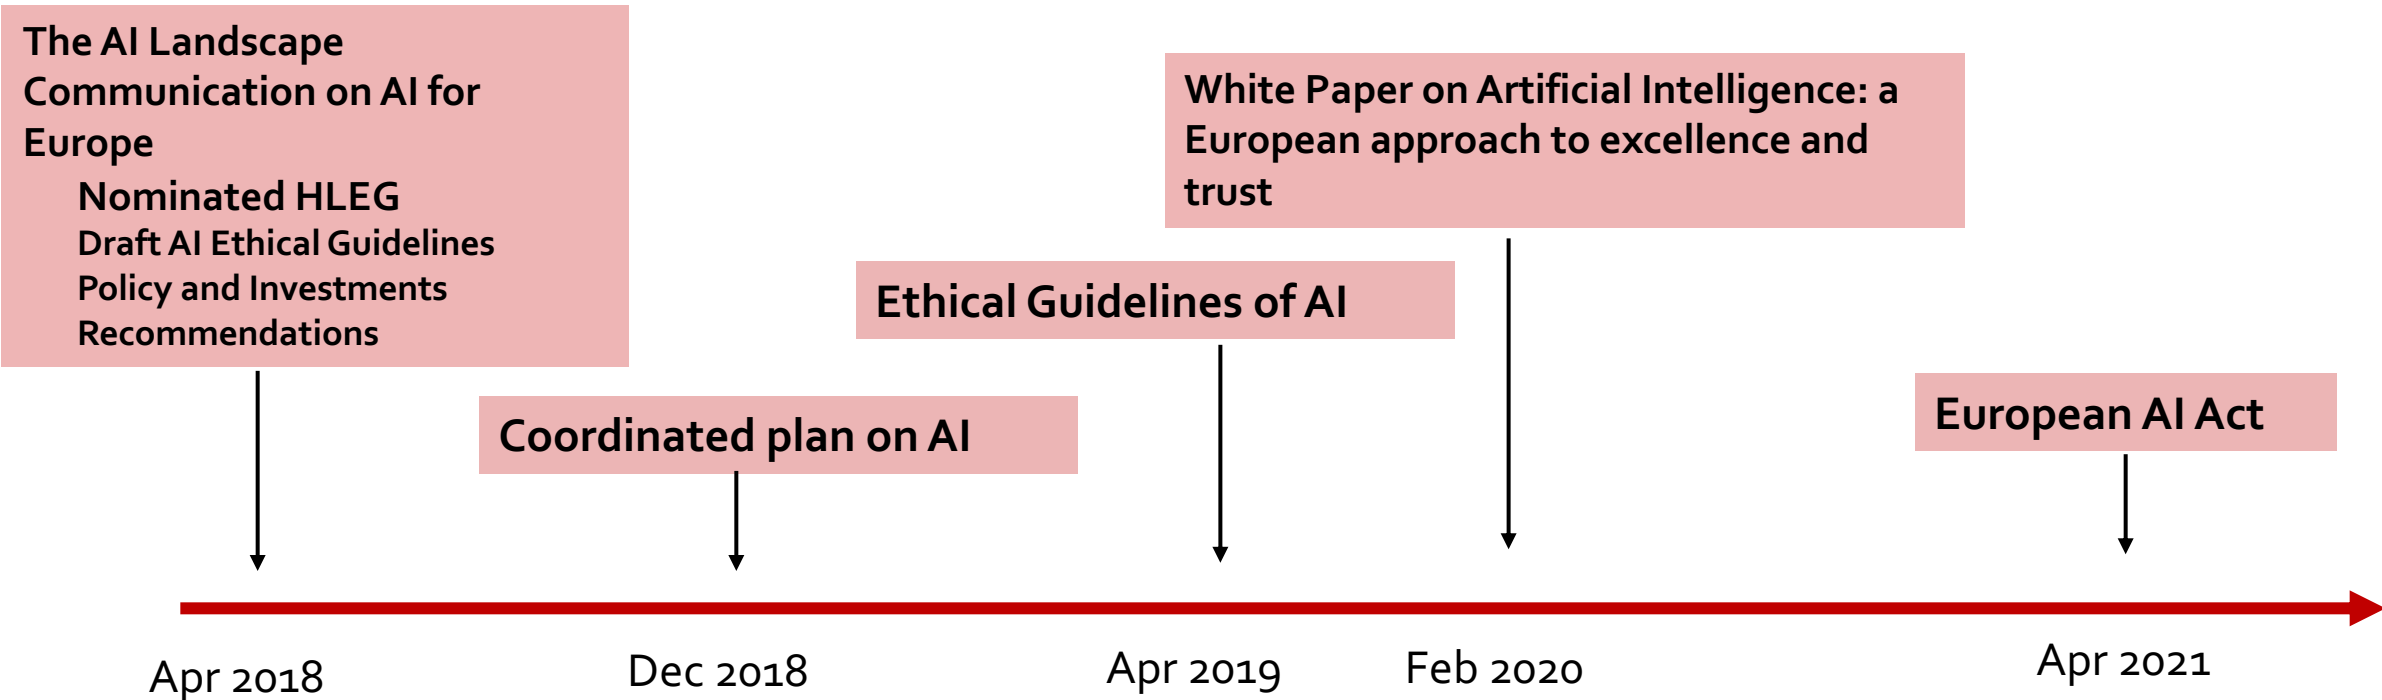 The AI Landscape
Communication on AI for
Europe
Nominated HLEG
Draft AI Ethical Guidelines
Policy and Investments
Recommendations
White Paper on Artificial Intelligence: a
European approach to excellence and
trust
Ethical Guidelines of AI
Coordinated plan on AI
European AI Act
Apr 2018
Dec 2018
Apr 2019
Feb 2020
Apr 2021